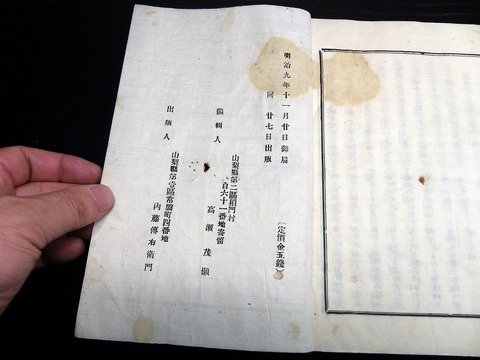 明治九年十一月廿日御届
同 廿七日出版
〔定價金五錢〕
編輯人
山梨縣第二區相門村
百六十一番地寄留
高瀬茂
出版人
山梨縣第壹區常盤町四番地
内藤傳右衛門